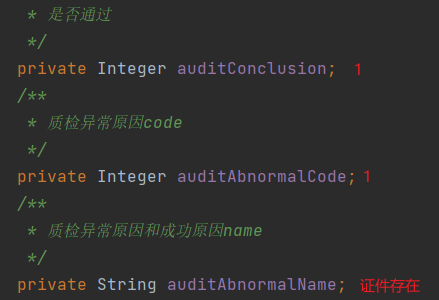 * 是否通过
*/
private Integer auditConclusion; 1
/**
* 质检异常原因code
*/
private Integer auditAbnormalCode; 1
/**
* 质检异常原因和成功原因name
*/
private String auditAbnormalName; 证件存在